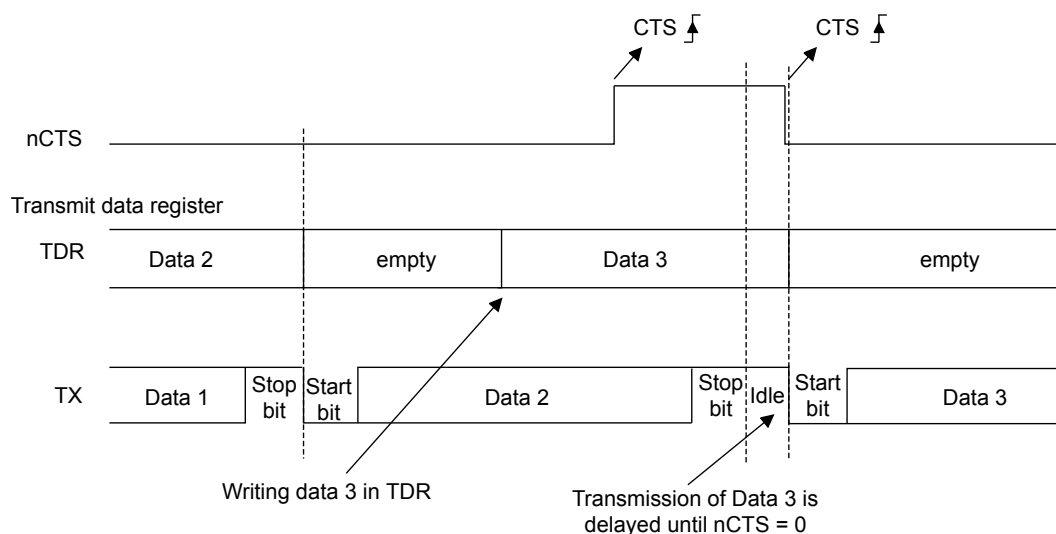 CTS CTS
nCTS
Transmit data register
TDR Data 2 empty Data 3 empty
TX Data 1 Stop bit Start bit Data 2 Stop bit Idle Start bit Data 3
Writing data 3 in TDR
Transmission of Data 3 is
delayed until nCTS = 0